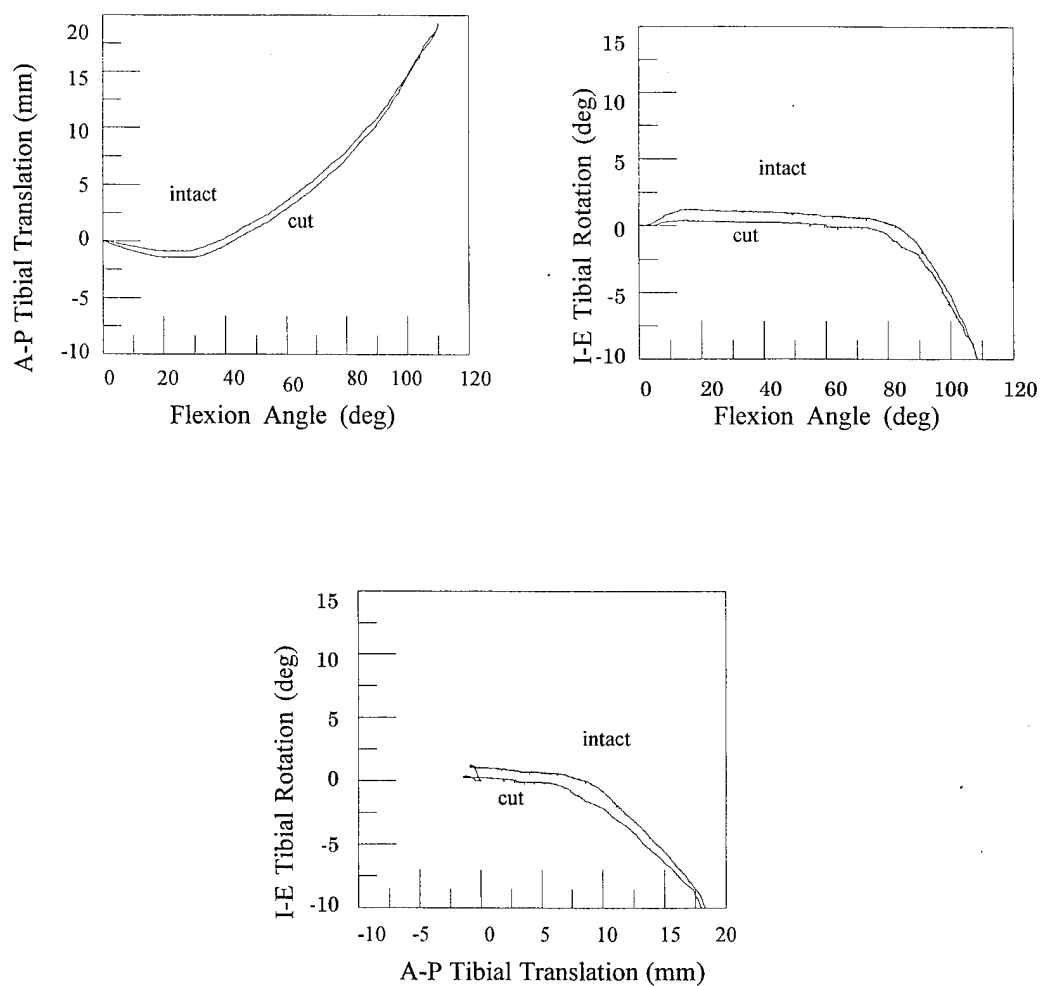 A-P Tibial Translation (mm)
20
15
10
5
0
-5
-10
intact
cut
0 20 40 60 80 100 120
Flexion Angle (deg)
I-E Tibial Rotation (deg)
15
10
5
0
-5
-10
intact
cut
0 20 40 60 80 100 120
Flexion Angle (deg)
I-E Tibial Rotation (deg)
15
10
5
0
-5
-10
intact
cut
-10 -5 0 5 10 15 20
A-P Tibial Translation (mm)